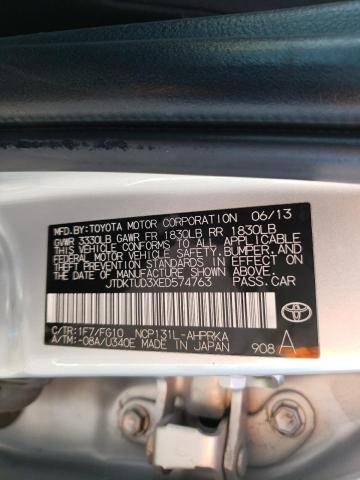 MFD.BY:TOYOTA MOTOR CORPORATION 06/13
GVWR 3330LB GAWR FR 1830LB RR 1830LB
THIS VEHICLE CONFORMS TO ALL APPLICABLE
FEDERAL MOTOR VEHICLE SAFETY, BUMPER, AND
THEFT PREVENTION STANDARDS IN EFFECT ON
THE DATE OF MANUFACTURE SHOWN ABOVE.
JTDKTUD3XED574763 PASS.CAR
C/TR:1F7/FG10 NCP131L-AHPRKA
A/TM:-08A/U340E MADE IN JAPAN 908 A